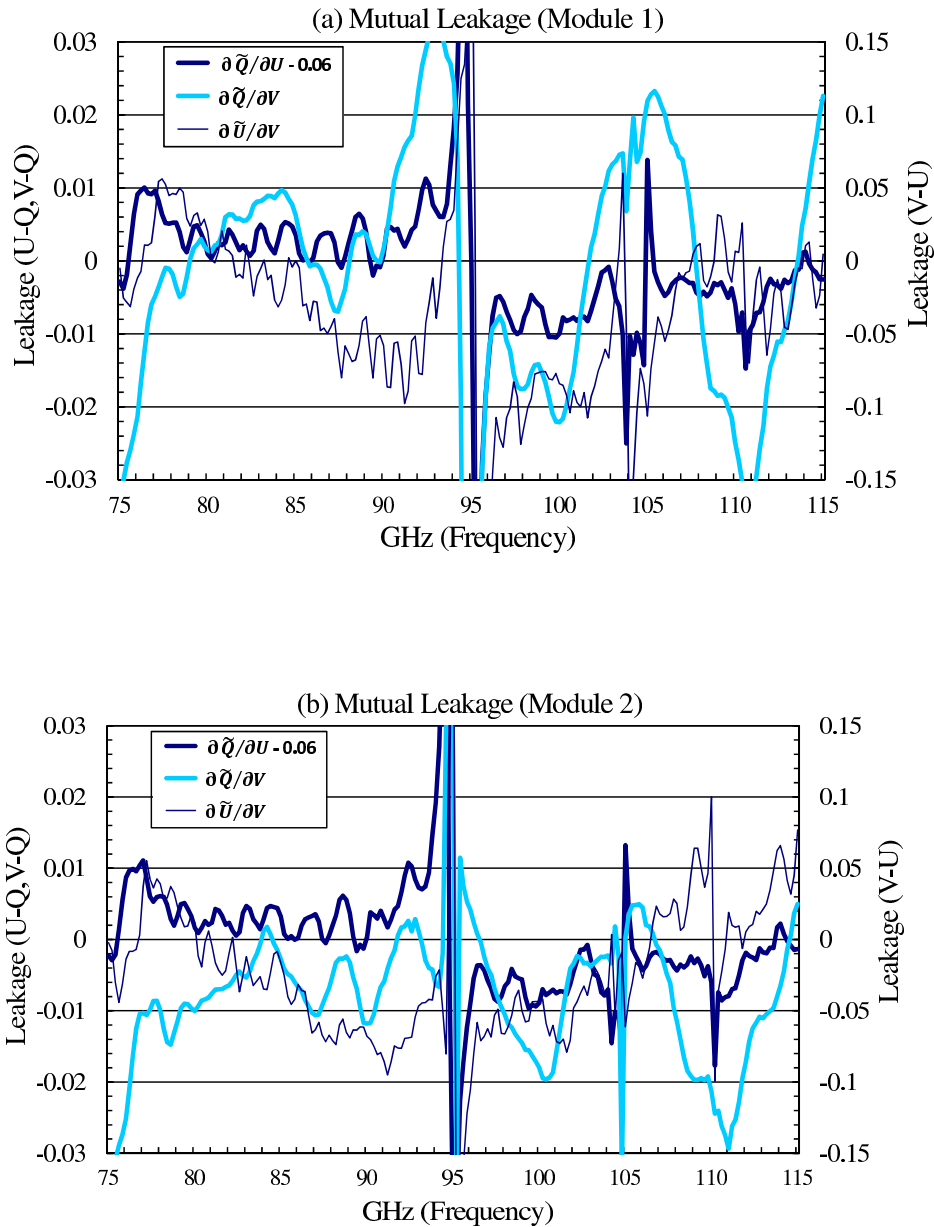 (a) Mutual Leakage (Module 1)
∂Q̃/∂U - 0.06
∂Q̃/∂V
∂Ũ/∂V
Leakage (U-Q,V-Q)
0.03
0.02
0.01
0
-0.01
-0.02
-0.03
0.15
0.1
0.05
0
-0.05
-0.1
-0.15
Leakage (V-U)
75 80 85 90 95 100 105 110 115
GHz (Frequency)
(b) Mutual Leakage (Module 2)
∂Q̃/∂U - 0.06
∂Q̃/∂V
∂Ũ/∂V
Leakage (U-Q,V-Q)
0.03
0.02
0.01
0
-0.01
-0.02
-0.03
0.15
0.1
0.05
0
-0.05
-0.1
-0.15
Leakage (V-U)
75 80 85 90 95 100 105 110 115
GHz (Frequency)